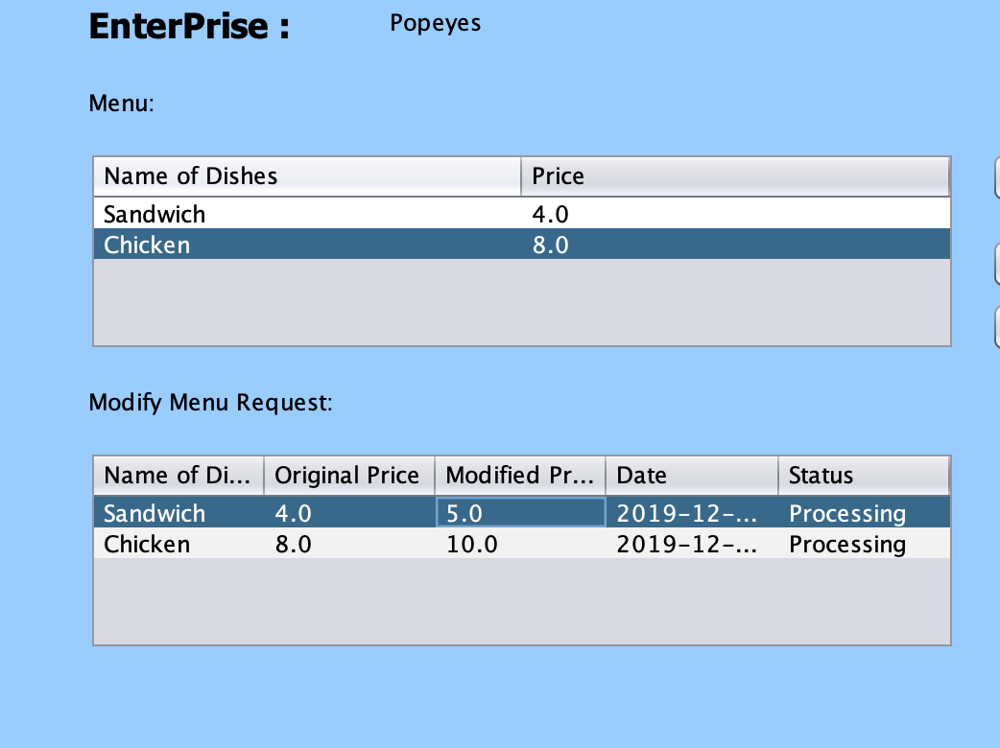 EnterPrise : Popeyes
Menu:
Name of Dishes Price
Sandwich 4.0
Chicken 8.0
Modify Menu Request:
Name of Di... Original Price Modified Pr... Date Status
Sandwich 4.0 5.0 2019-12-... Processing
Chicken 8.0 10.0 2019-12-... Processing